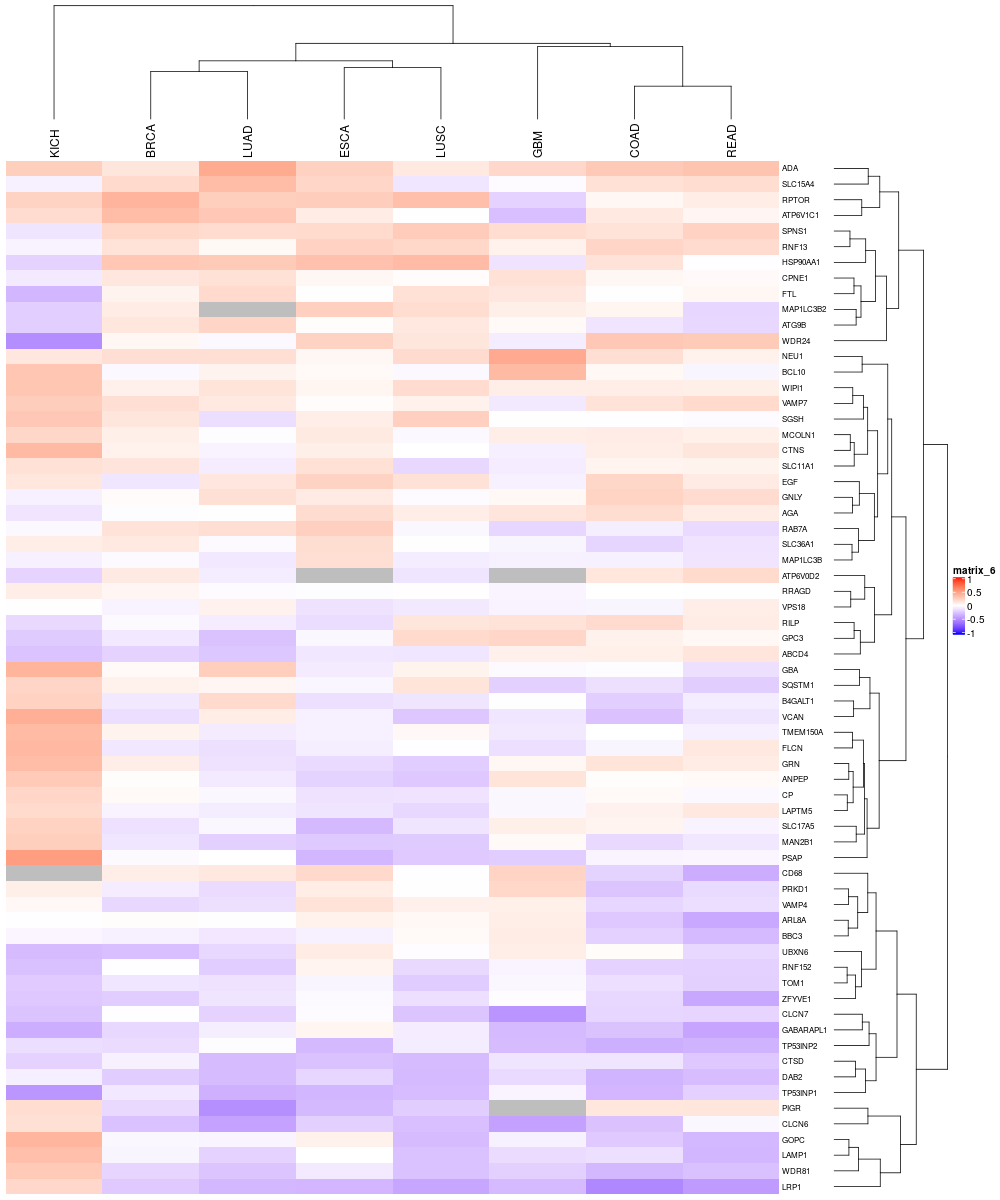 KICH
BRCA
LUAD
ESCA
LUSC
GBM
COAD
READ
ADA
SLC15A4
RPTOR
ATP6V1C1
SPNS1
RNF13
HSP90AA1
CPNE1
FTL
MAP1LC3B2
ATG9B
WDR24
NEU1
BCL10
WIPI1
VAMP7
SGSH
MCOLN1
CTNS
SLC11A1
EGF
GNLY
AGA
RAB7A
SLC36A1
MAP1LC3B
ATP6V0D2
RRAGD
VPS18
RILP
GPC3
ABCD4
GBA
SQSTM1
B4GALT1
VCAN
TMEM150A
FLCN
GRN
ANPEP
CP
LAPTM5
SLC17A5
MAN2B1
PSAP
CD68
PRKD1
VAMP4
ARL8A
BBC3
UBXN6
RNF152
TOM1
ZFYVE1
CLCN7
GABARAPL1
TP53INP2
CTSD
DAB2
TP53INP1
PIGR
CLCN6
GOPC
LAMP1
WDR81
LRP1
matrix_6
1
0.5
0
-0.5
-1